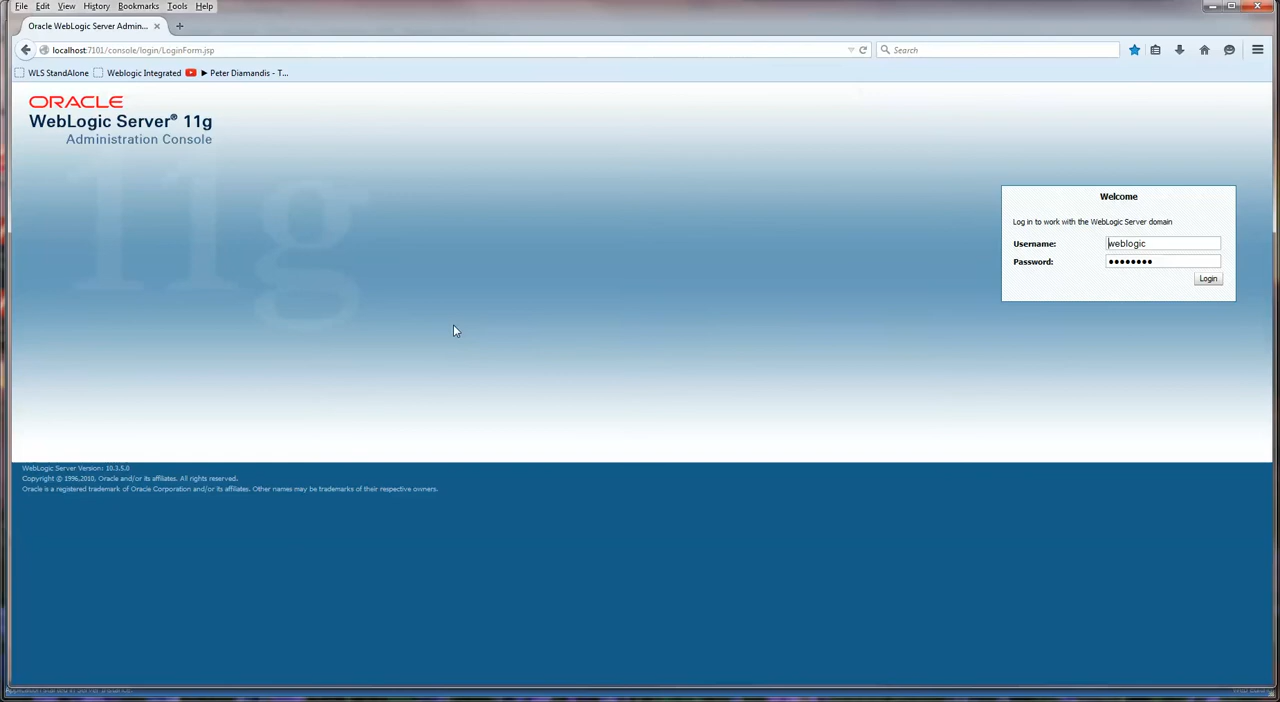 File Edit View History Bookmarks Tools Help
Oracle WebLogic Server Admin... × +
localhost:7101/console/login/LoginForm.jsp Search
WLS StandAlone Weblogic Integrated ► Peter Diamandis - T...
ORACLE
WebLogic Server® 11g
Administration Console
11g
Welcome
Log in to work with the WebLogic Server domain
Username: weblogic
Password: ●●●●●●●●
Login
WebLogic Server Version: 10.3.5.0
Copyright © 1996,2010, Oracle and/or its affiliates. All rights reserved.
Oracle is a registered trademark of Oracle Corporation and/or its affiliates. Other names may be trademarks of their respective owners.